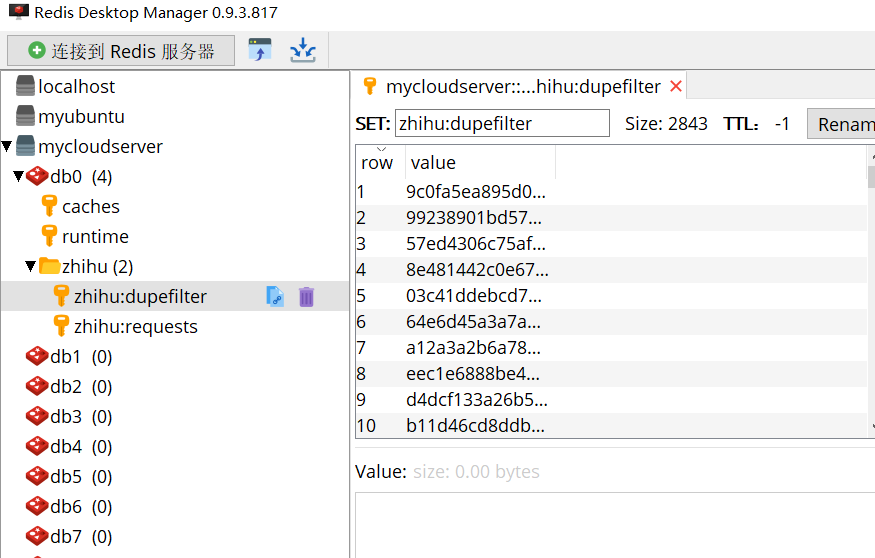 Redis Desktop Manager 0.9.3.817
连接到 Redis 服务器
localhost
myubuntu
mycloudserver
db0 (4)
caches
runtime
zhihu (2)
zhihu:dupefilter
zhihu:requests
db1 (0)
db2 (0)
db3 (0)
db4 (0)
db5 (0)
db6 (0)
db7 (0)
mycloudserver::...hihu:dupefilter
SET: zhihu:dupefilter Size: 2843 TTL: -1 Renam
row value
1 9c0fa5ea895d0...
2 99238901bd57...
3 57ed4306c75af...
4 8e481442c0e67...
5 03c41ddebcd7...
6 64e6d45a3a7a...
7 a12a3a2b6a78...
8 eec1e6888be4...
9 d4dcf133a26b5...
10 b11d46cd8ddb...
Value: size: 0.00 bytes